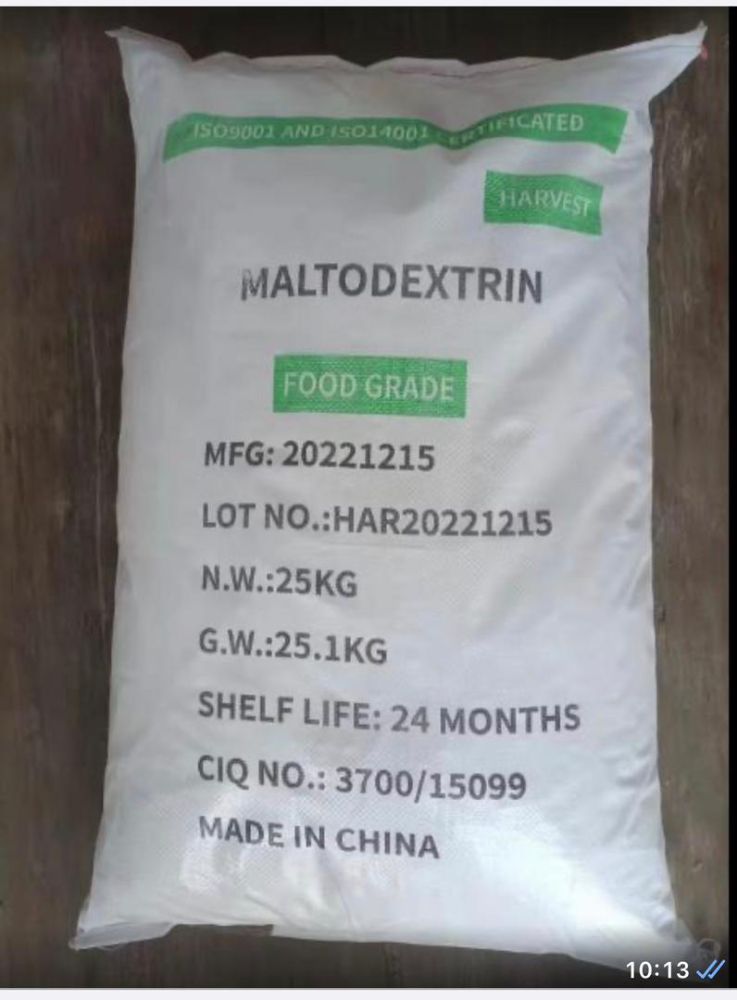 ISO9001 AND ISO14001 CERTIFICATED
HARVEST
MALTODEXTRIN
FOOD GRADE
MFG: 20221215
LOT NO.:HAR20221215
N.W.:25KG
G.W.:25.1KG
SHELF LIFE: 24 MONTHS
CIQ NO.: 3700/15099
MADE IN CHINA
10:13